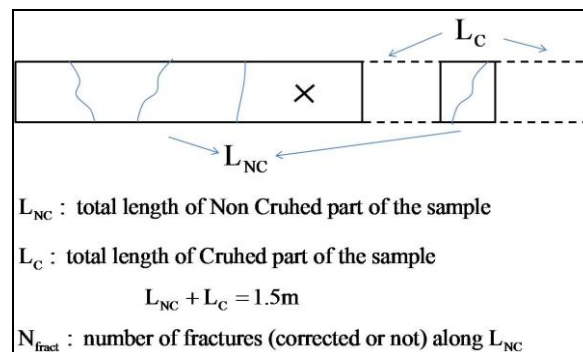 L_C
L_NC
L_NC : total length of Non Cruhed part of the sample
L_C : total length of Cruhed part of the sample
L_NC + L_C = 1.5m
N_fract : number of fractures (corrected or not) along L_NC